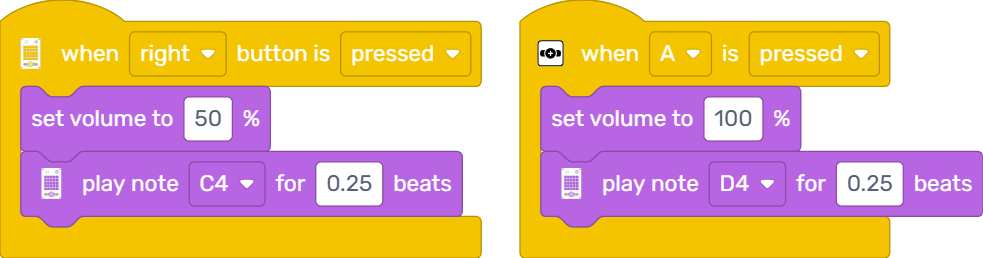 when right button is pressed
set volume to 50 %
play note C4 for 0.25 beats
when A is pressed
set volume to 100 %
play note D4 for 0.25 beats